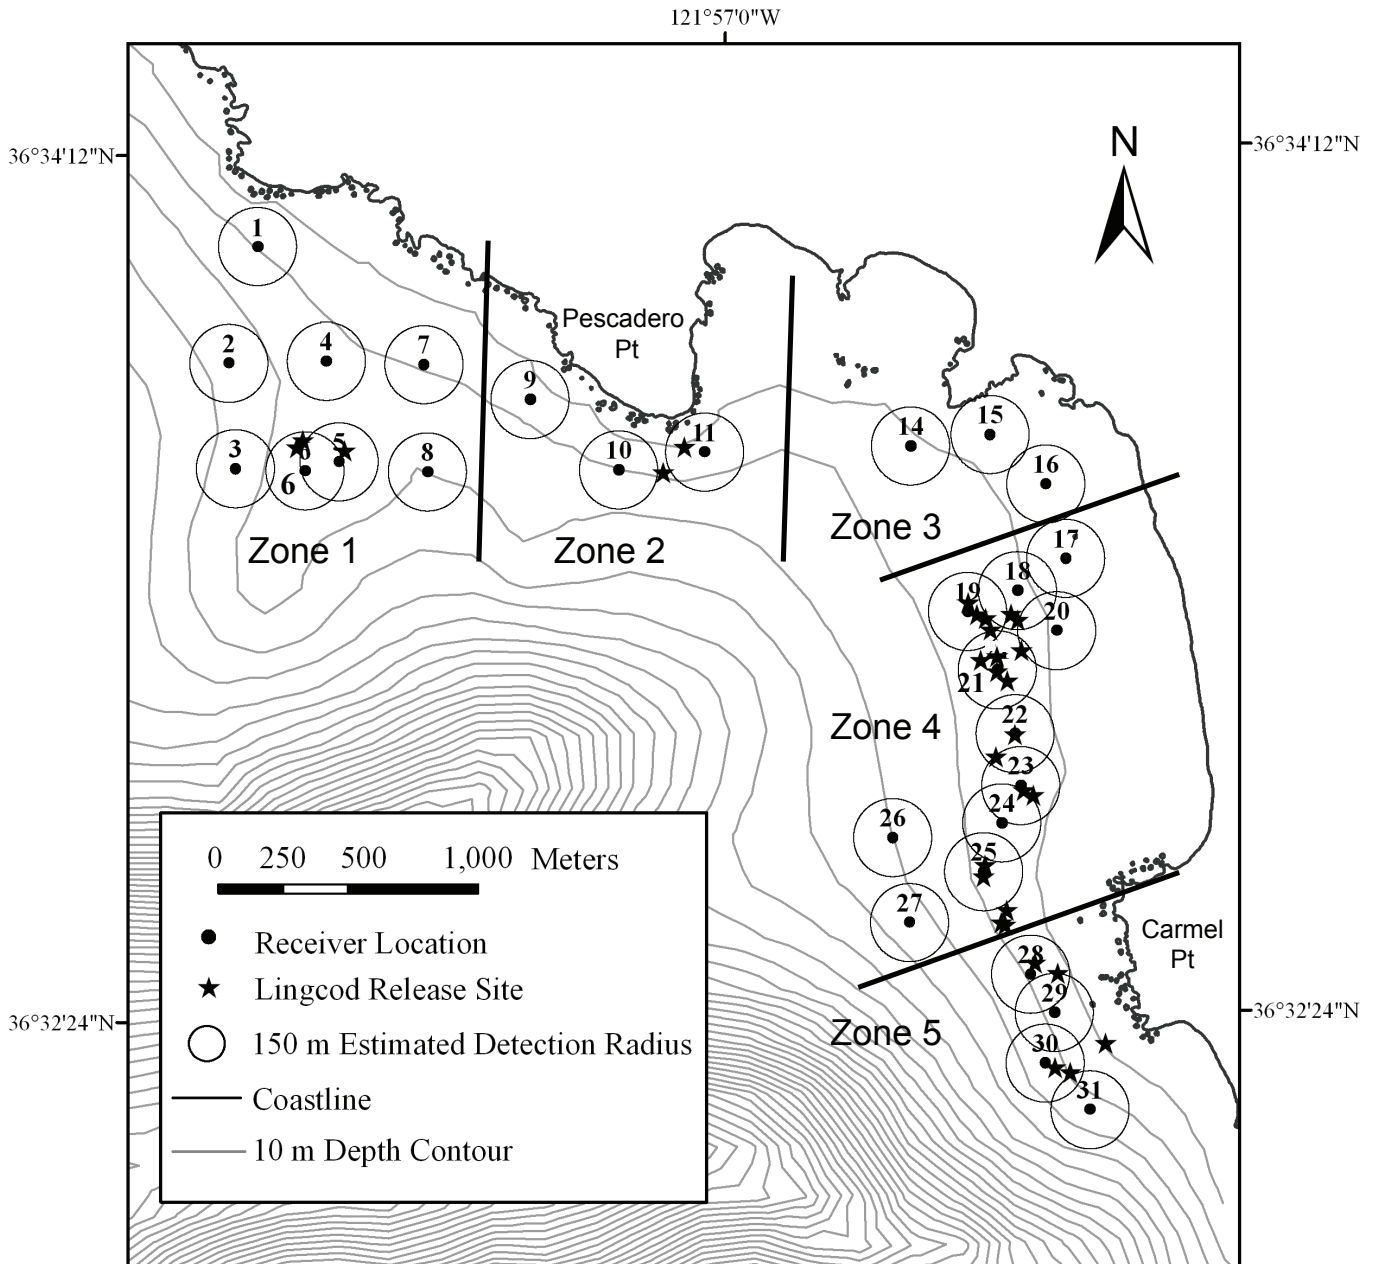 121°57'0"W
36°34'12"N
36°34'12"N
N
1
Pescadero
Pt
2
4
7
9
14
15
3
6
5
8
10
11
16
6
Zone 1
Zone 2
Zone 3
17
18
19
20
21
22
Zone 4
23
24
26
25
27
Carmel
Pt
28
29
36°32'24"N
36°32'24"N
Zone 5
30
31
0 250 500 1,000 Meters
Receiver Location
Lingcod Release Site
150 m Estimated Detection Radius
Coastline
10 m Depth Contour